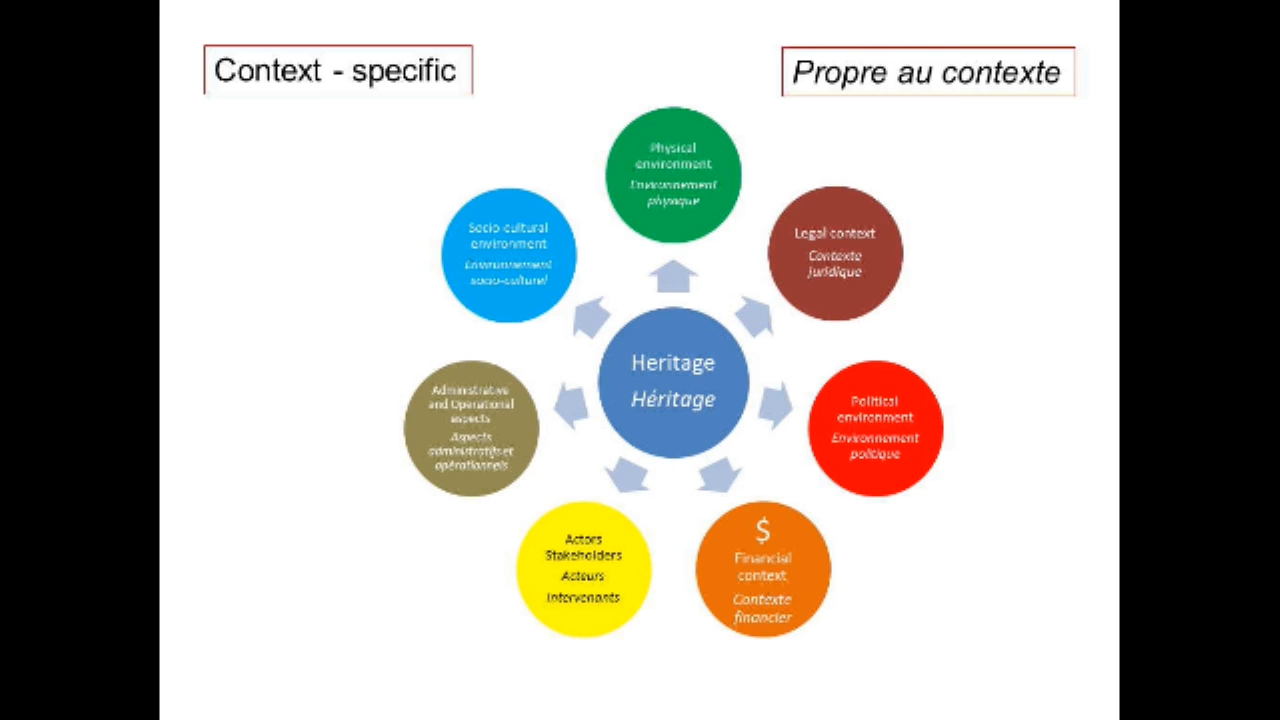 Context - specific
Propre au contexte
Physical
environment
Environnement
physique
Legal context
Contexte
juridique
Political
environment
Environnement
politique
$
Financial
context
Contexte
financier
Actors
Stakeholders
Acteurs
Intervenants
Administrative
and Operational
aspects
Aspects
administratifs et
opérationnels
Socio-cultural
environment
Environnement
socio-culturel
Heritage
Héritage